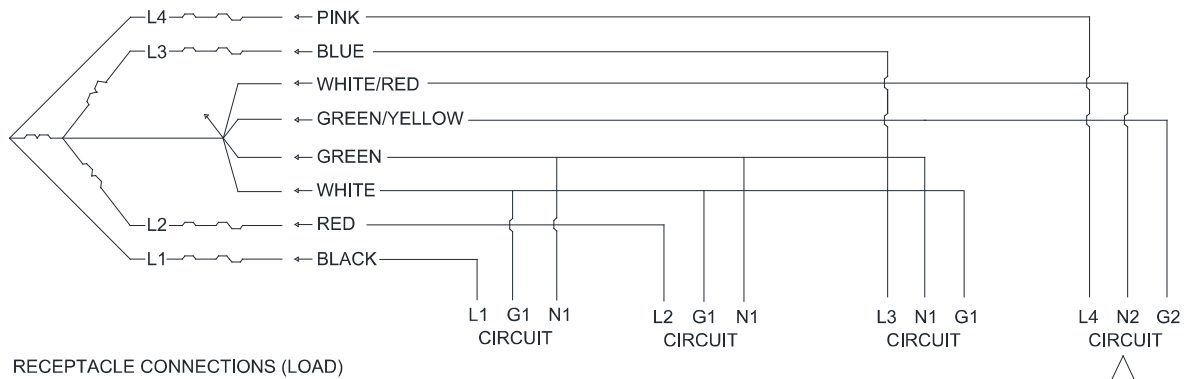 L4 PINK
L3 BLUE
WHITE/RED
GREEN/YELLOW
GREEN
WHITE
L2 RED
L1 BLACK
L1 G1 N1 L2 G1 N1 L3 N1 G1 L4 N2 G2
CIRCUIT CIRCUIT CIRCUIT CIRCUIT
RECEPTACLE CONNECTIONS (LOAD)